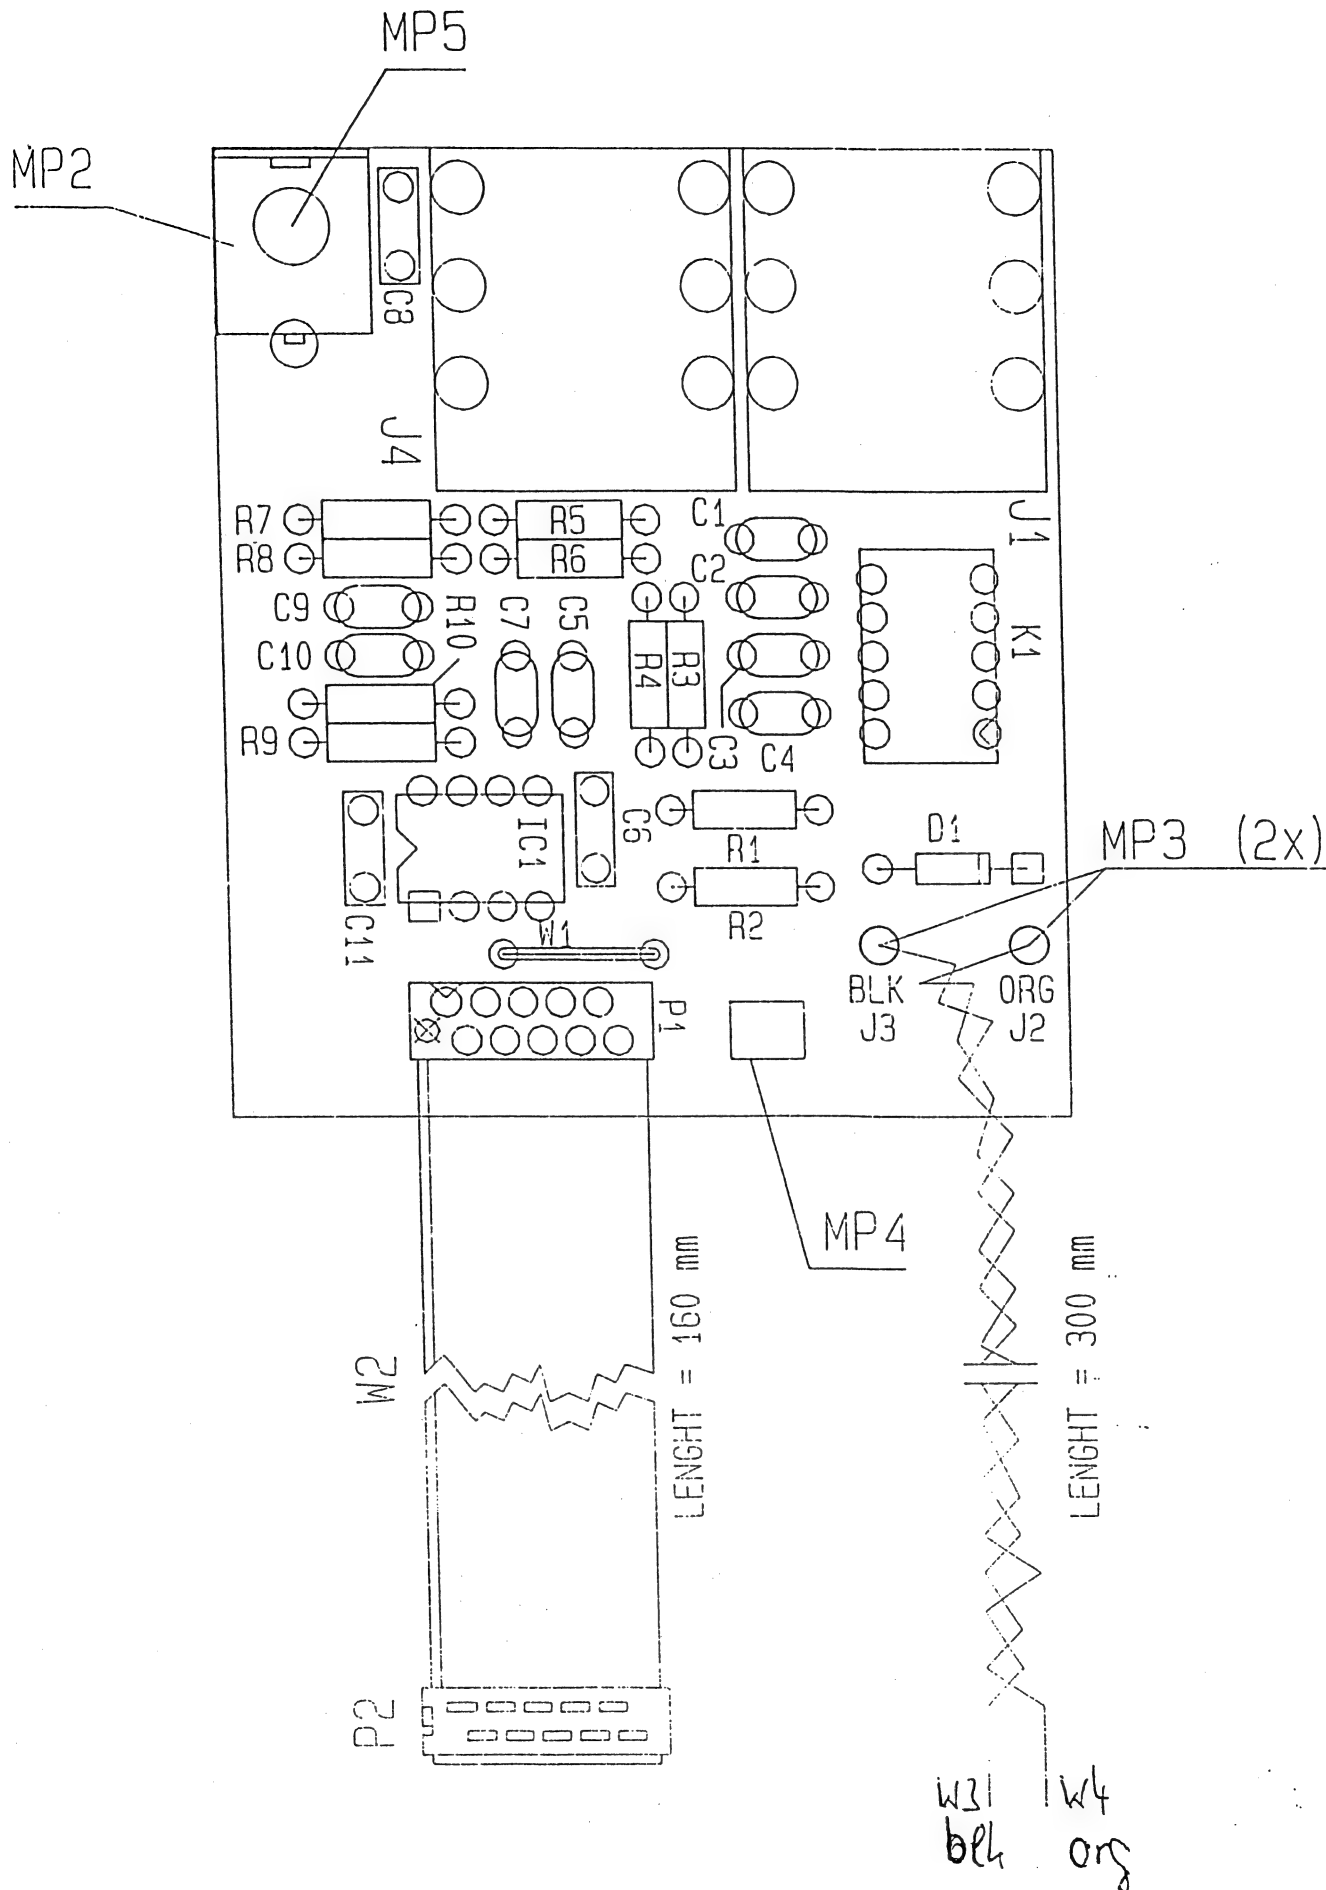 MP5
MP2
C8
J4
J1
R7
R5
C1
R8
R6
C2
C9
R10
C7
C5
K1
C10
R4
R3
R9
C3
C4
IC1
C6
R1
D1
MP3 (2x)
C11
W1
R2
BLK
ORG
J3
J2
P1
MP4
W2
LENGHT = 160 mm
LENGHT = 300 mm
P2
W3
W4
blk
org